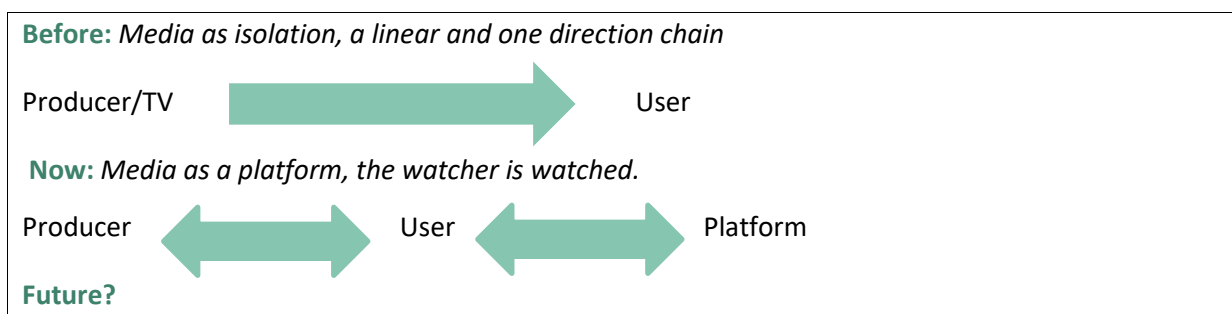 Before: Media as isolation, a linear and one direction chain
Producer/TV User
Now: Media as a platform, the watcher is watched.
Producer User Platform
Future?